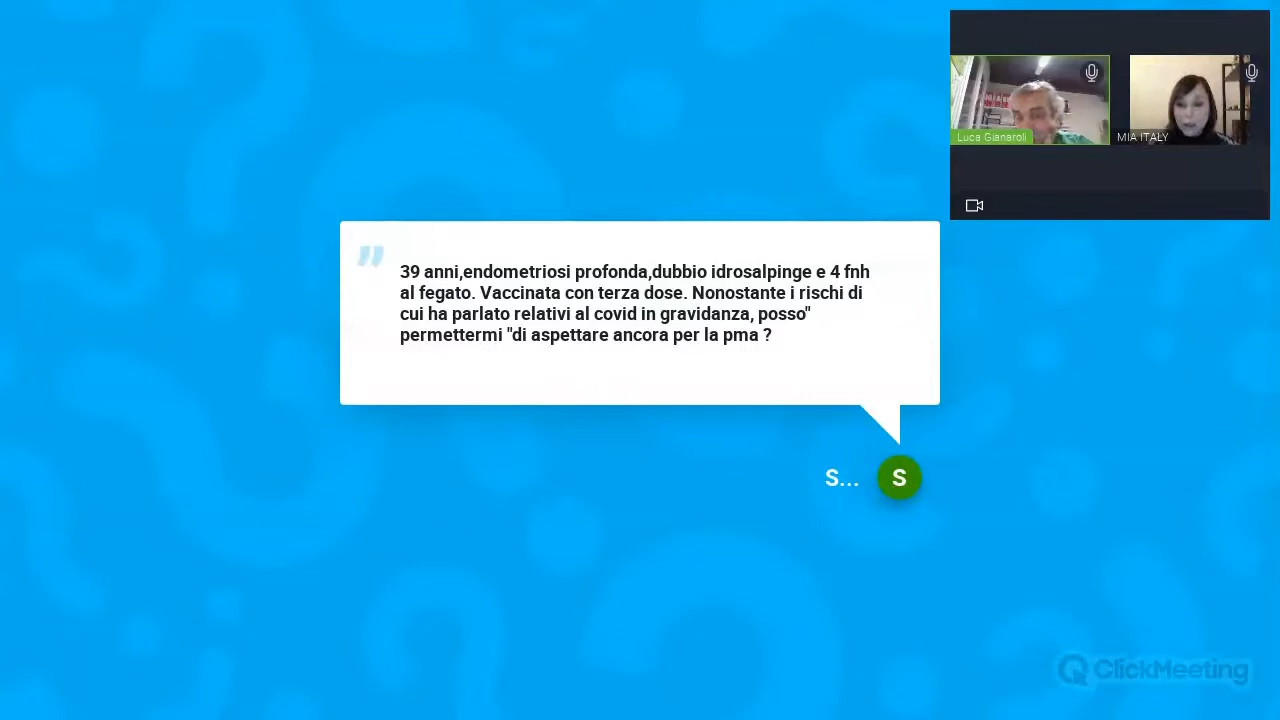 Luca Gianaroli
MIA ITALY
39 anni,endometriosi profonda,dubbio idrosalpinge e 4 fnh
al fegato. Vaccinata con terza dose. Nonostante i rischi di
cui ha parlato relativi al covid in gravidanza, posso"
permettermi "di aspettare ancora per la pma ?
S...
S
ClickMeeting